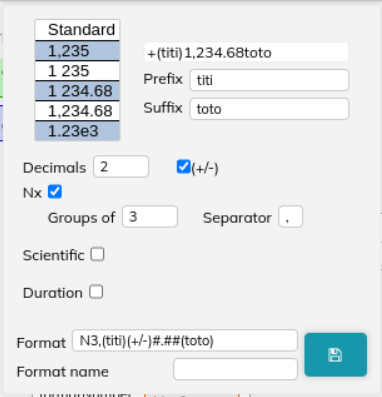 Standard
1,235
1 235
1 234.68
1,234.68
1.23e3
+(titi)1,234.68toto
Prefix titi
Suffix toto
Decimals 2 (+/-)
Nx
Groups of 3 Separator ,
Scientific
Duration
Format N3,(titi)(+/-)#.##(toto)
Format name